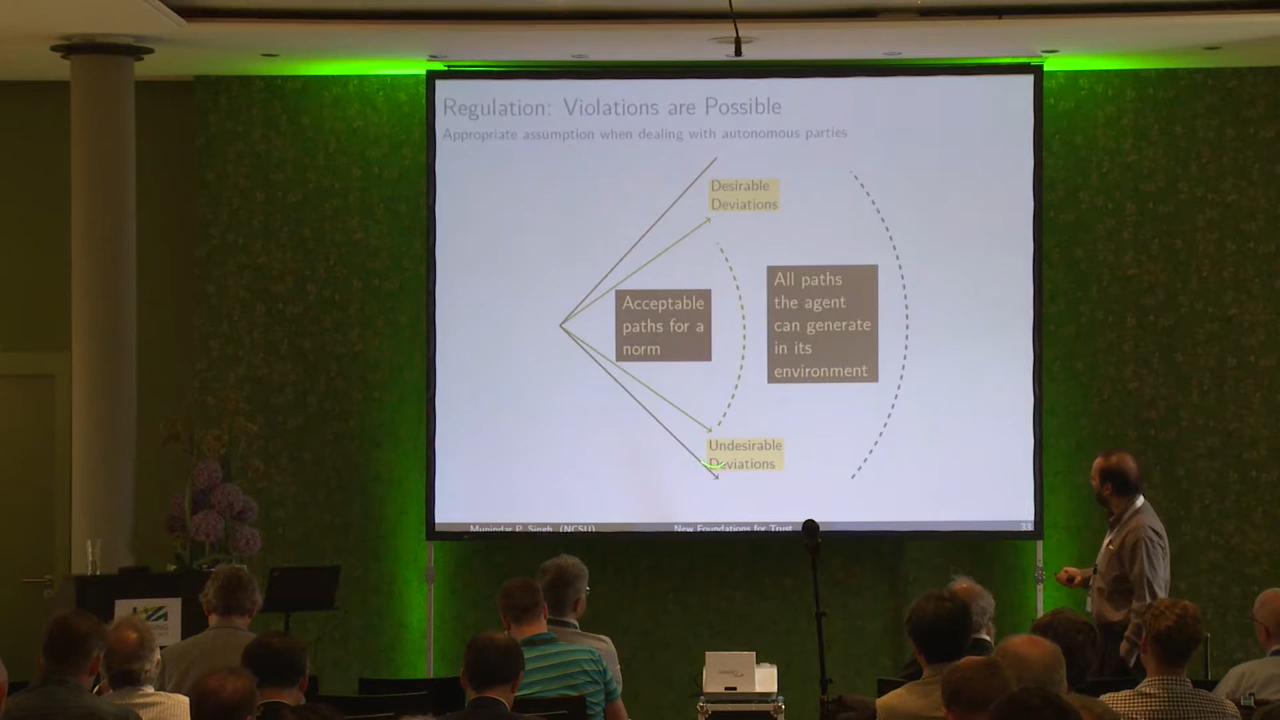 Regulation: Violations are Possible
Appropriate assumption when dealing with autonomous parties
Desirable
Deviations
Acceptable
paths for a
norm
All paths
the agent
can generate
in its
environment
Undesirable
Deviations
Munindar P. Singh (NCSU)
New Foundations for Trust